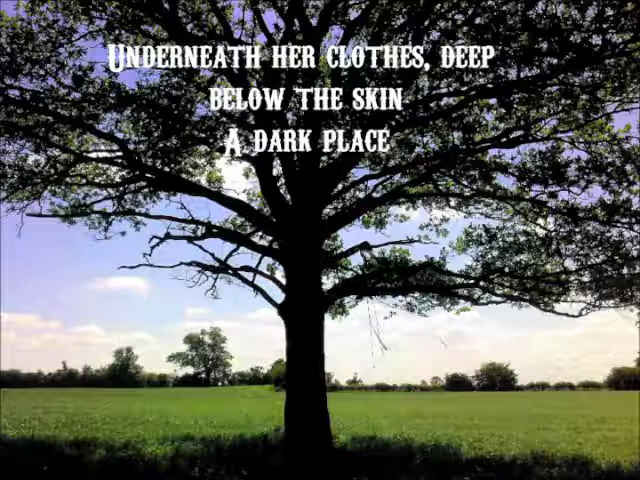 Underneath her clothes, deep
below the skin
A dark place